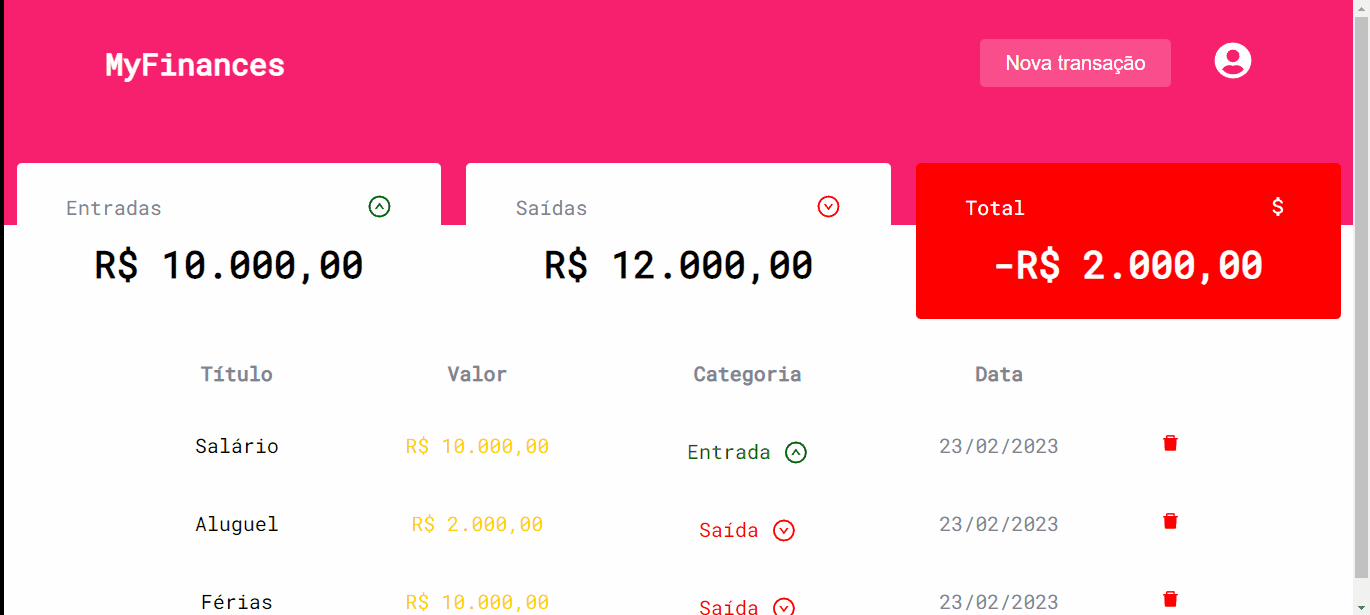 MyFinances
Nova transação
Entradas
R$ 10.000,00
Saídas
R$ 12.000,00
Total $
-R$ 2.000,00
Título Valor Categoria Data
Salário R$ 10.000,00 Entrada 23/02/2023
Aluguel R$ 2.000,00 Saída 23/02/2023
Férias R$ 10.000,00 Saída 23/02/2023